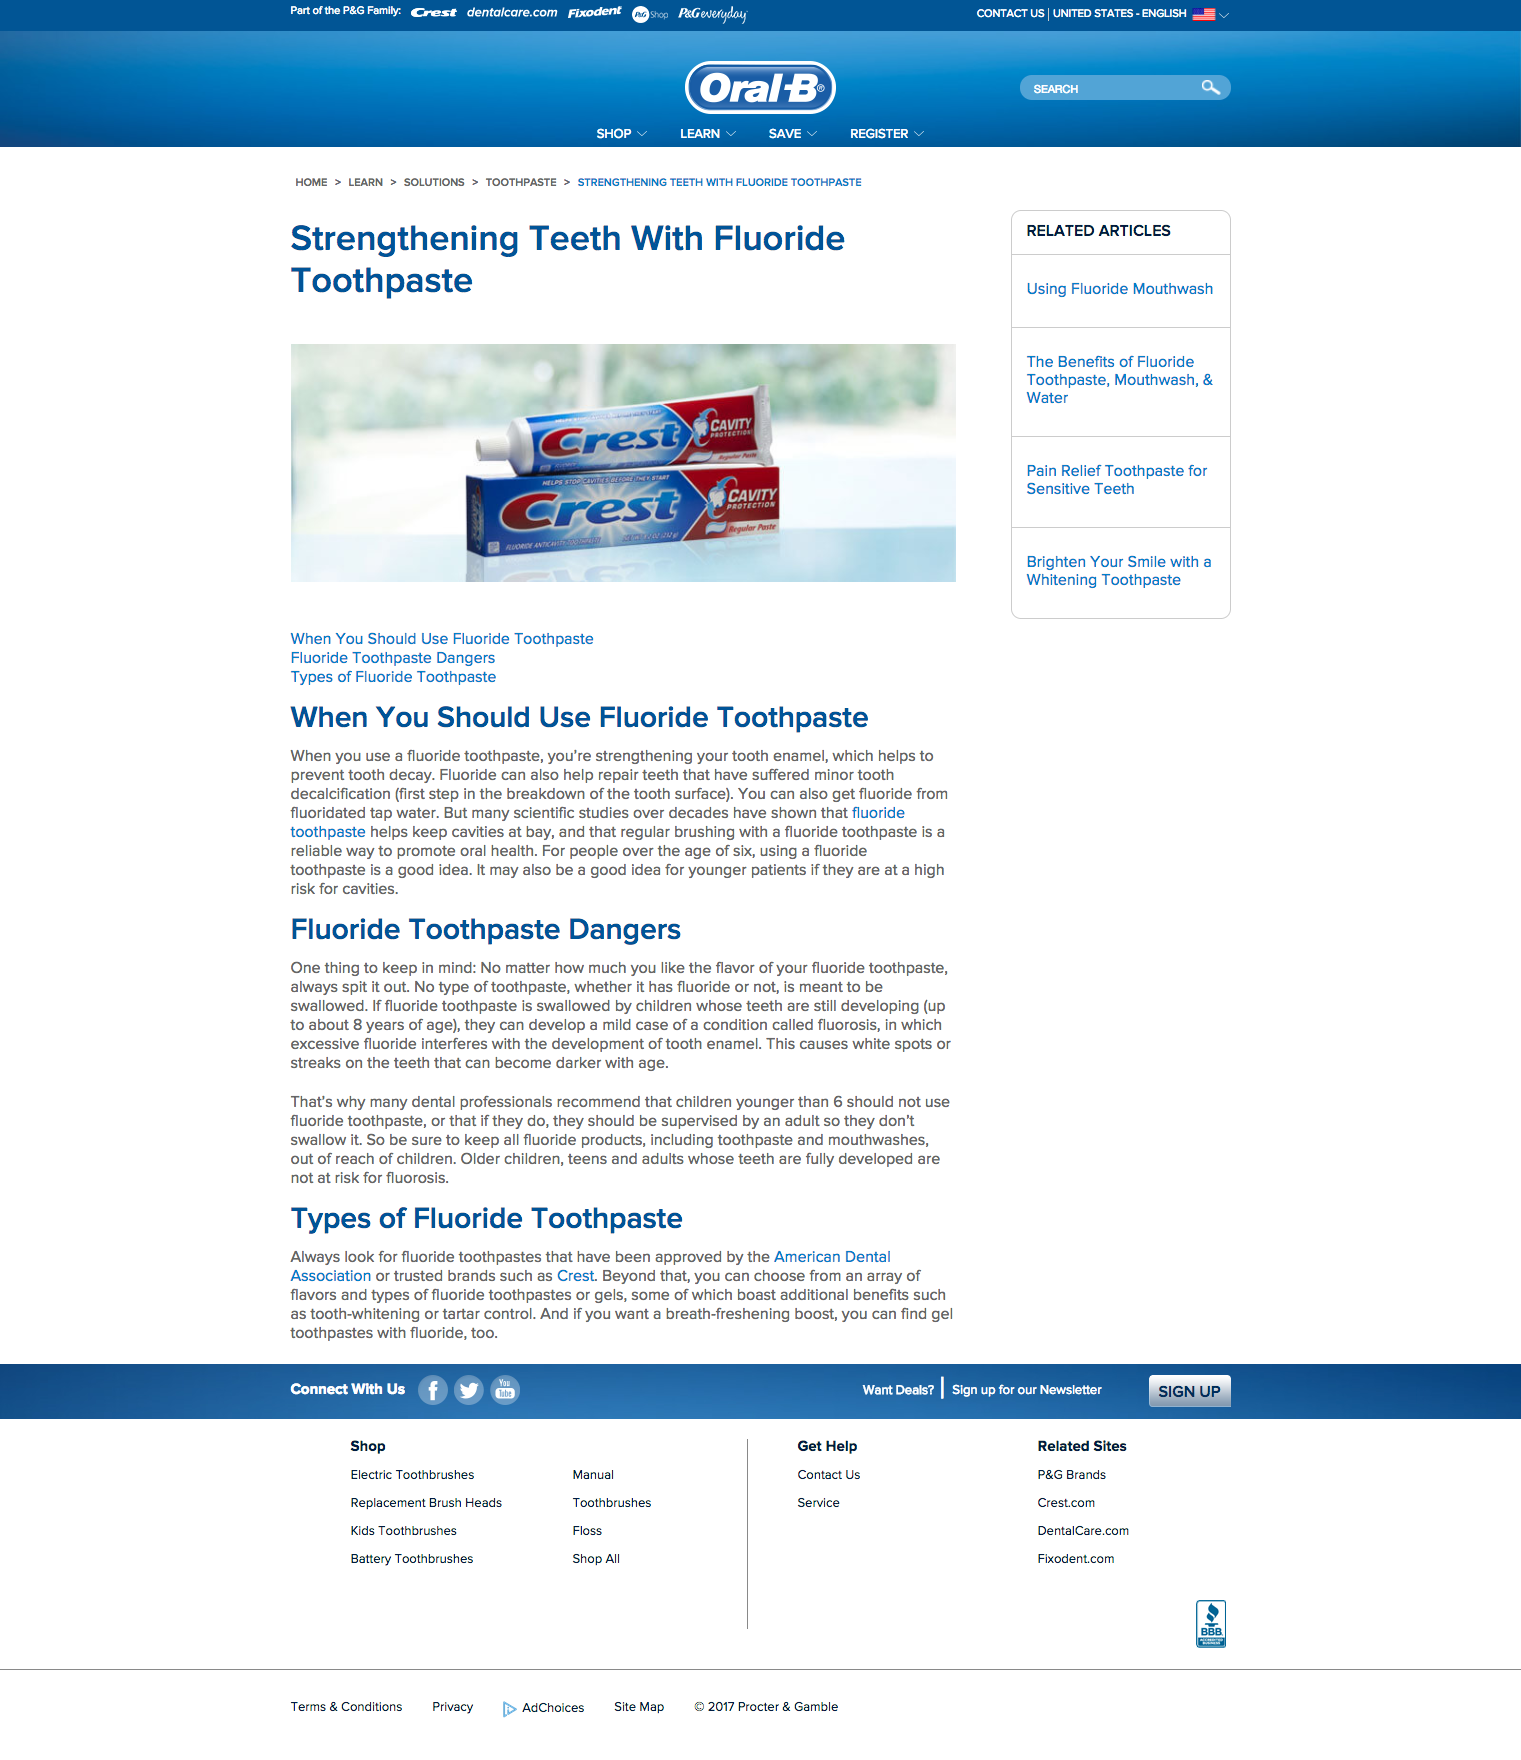 Part of the P&G Family: Crest dentalcare.com Fixodent P&G Shop P&G everyday
CONTACT US | UNITED STATES - ENGLISH
Oral-B®
SEARCH
SHOP LEARN SAVE REGISTER
HOME > LEARN > SOLUTIONS > TOOTHPASTE > STRENGTHENING TEETH WITH FLUORIDE TOOTHPASTE
Strengthening Teeth With Fluoride
Toothpaste
Crest
CAVITY
PROTECTION
Regular Paste
HELPS STOP CAVITIES BEFORE THEY START
Crest
CAVITY
PROTECTION
Regular Paste
FLUORIDE ANTICAVITY TOOTHPASTE
RELATED ARTICLES
Using Fluoride Mouthwash
The Benefits of Fluoride
Toothpaste, Mouthwash, &
Water
Pain Relief Toothpaste for
Sensitive Teeth
Brighten Your Smile with a
Whitening Toothpaste
When You Should Use Fluoride Toothpaste
Fluoride Toothpaste Dangers
Types of Fluoride Toothpaste
When You Should Use Fluoride Toothpaste
When you use a fluoride toothpaste, you're strengthening your tooth enamel, which helps to
prevent tooth decay. Fluoride can also help repair teeth that have suffered minor tooth
decalcification (first step in the breakdown of the tooth surface). You can also get fluoride from
fluoridated tap water. But many scientific studies over decades have shown that fluoride
toothpaste helps keep cavities at bay, and that regular brushing with a fluoride toothpaste is a
reliable way to promote oral health. For people over the age of six, using a fluoride
toothpaste is a good idea. It may also be a good idea for younger patients if they are at a high
risk for cavities.
Fluoride Toothpaste Dangers
One thing to keep in mind: No matter how much you like the flavor of your fluoride toothpaste,
always spit it out. No type of toothpaste, whether it has fluoride or not, is meant to be
swallowed. If fluoride toothpaste is swallowed by children whose teeth are still developing (up
to about 8 years of age), they can develop a mild case of a condition called fluorosis, in which
excessive fluoride interferes with the development of tooth enamel. This causes white spots or
streaks on the teeth that can become darker with age.
That's why many dental professionals recommend that children younger than 6 should not use
fluoride toothpaste, or that if they do, they should be supervised by an adult so they don't
swallow it. So be sure to keep all fluoride products, including toothpaste and mouthwashes,
out of reach of children. Older children, teens and adults whose teeth are fully developed are
not at risk for fluorosis.
Types of Fluoride Toothpaste
Always look for fluoride toothpastes that have been approved by the American Dental
Association or trusted brands such as Crest. Beyond that, you can choose from an array of
flavors and types of fluoride toothpastes or gels, some of which boast additional benefits such
as tooth-whitening or tartar control. And if you want a breath-freshening boost, you can find gel
toothpastes with fluoride, too.
Connect With Us
You
Tube
Want Deals? | Sign up for our Newsletter
SIGN UP
Shop
Electric Toothbrushes
Replacement Brush Heads
Kids Toothbrushes
Battery Toothbrushes
Manual
Toothbrushes
Floss
Shop All
Get Help
Contact Us
Service
Related Sites
P&G Brands
Crest.com
DentalCare.com
Fixodent.com
BBB
ACCREDITED
BUSINESS
Terms & Conditions Privacy AdChoices Site Map © 2017 Procter & Gamble